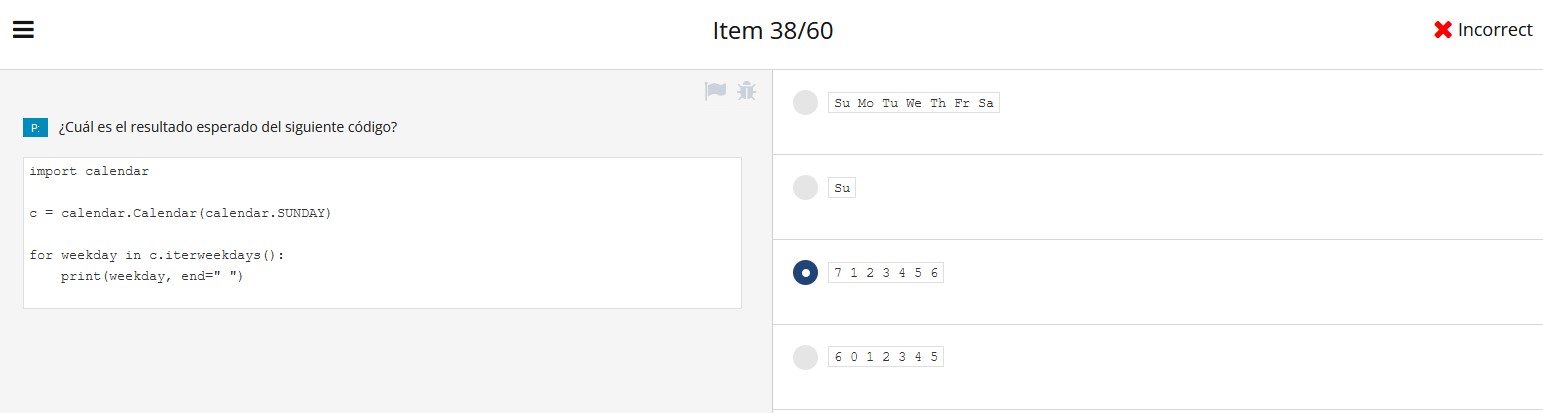 Item 38/60
Incorrect
P: ¿Cuál es el resultado esperado del siguiente código?
import calendar
c = calendar.Calendar(calendar.SUNDAY)
for weekday in c.iterweekdays():
    print(weekday, end=" ")
Su Mo Tu We Th Fr Sa
Su
7 1 2 3 4 5 6
6 0 1 2 3 4 5